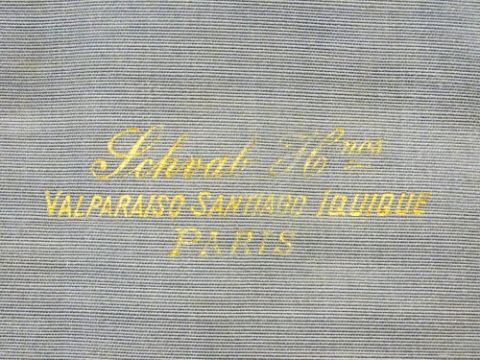 Schwab Hnos
VALPARAISO SANTIAGO IQUIQUE
PARIS